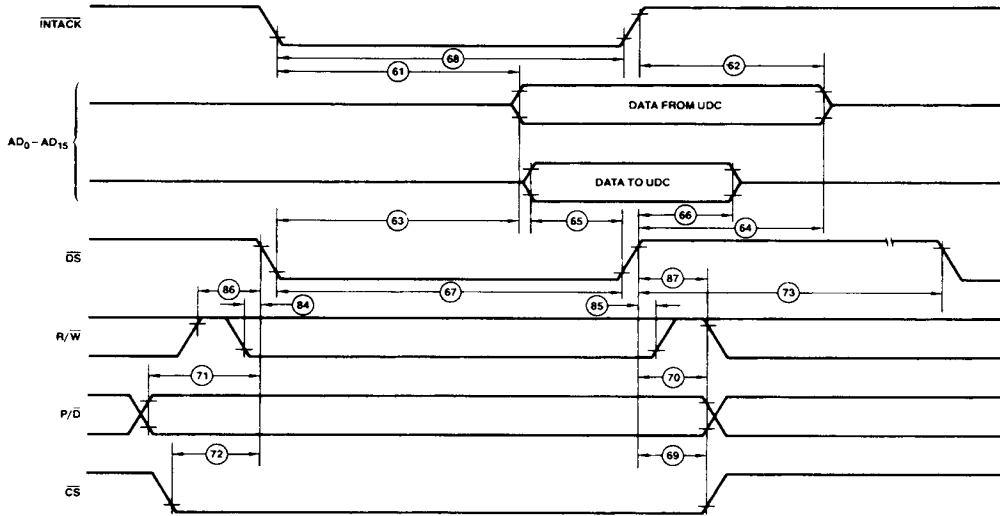 INTACK
68
61
62
DATA FROM UDC
AD0–AD15
DATA TO UDC
63
65
66
64
DS
87
86
67
73
84
85
R/W
71
70
P/D
72
69
CS